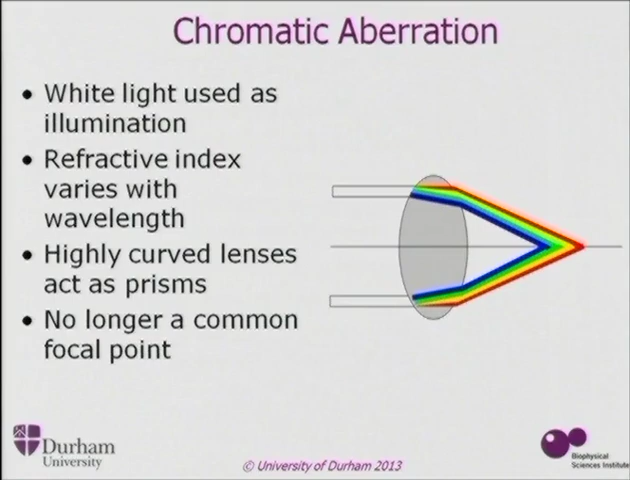 Chromatic Aberration
• White light used as
illumination
• Refractive index
varies with
wavelength
• Highly curved lenses
act as prisms
• No longer a common
focal point
Durham
University
© University of Durham 2013
Biophysical
Sciences Institute